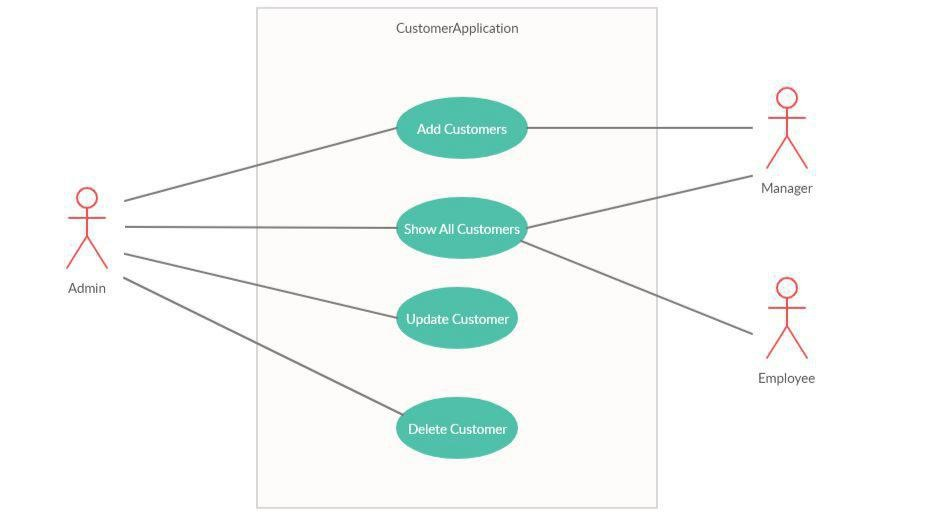 CustomerApplication
Add Customers
Manager
Show All Customers
Admin
Update Customer
Employee
Delete Customer